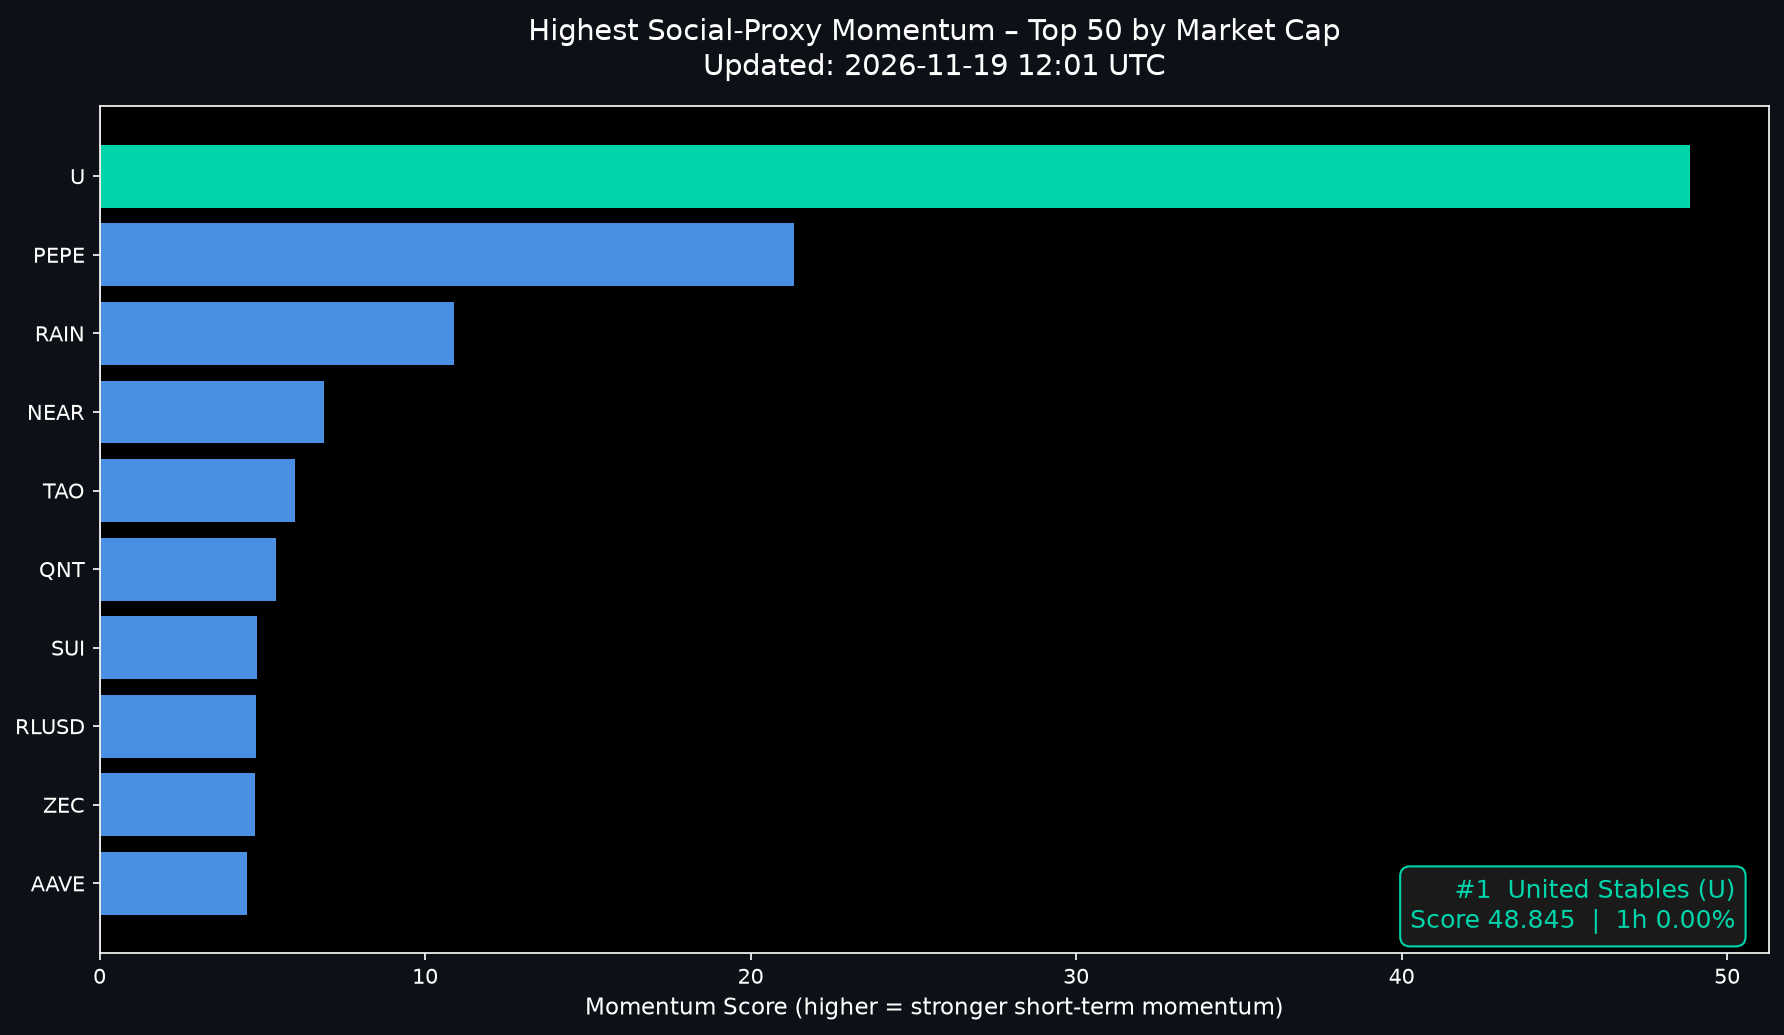 Highest Social-Proxy Momentum – Top 50 by Market Cap
Updated: 2026-11-19 12:01 UTC
U
PEPE
RAIN
NEAR
TAO
QNT
SUI
RLUSD
ZEC
AAVE
#1 United Stables (U)
Score 48.845 | 1h 0.00%
0 10 20 30 40 50
Momentum Score (higher = stronger short-term momentum)